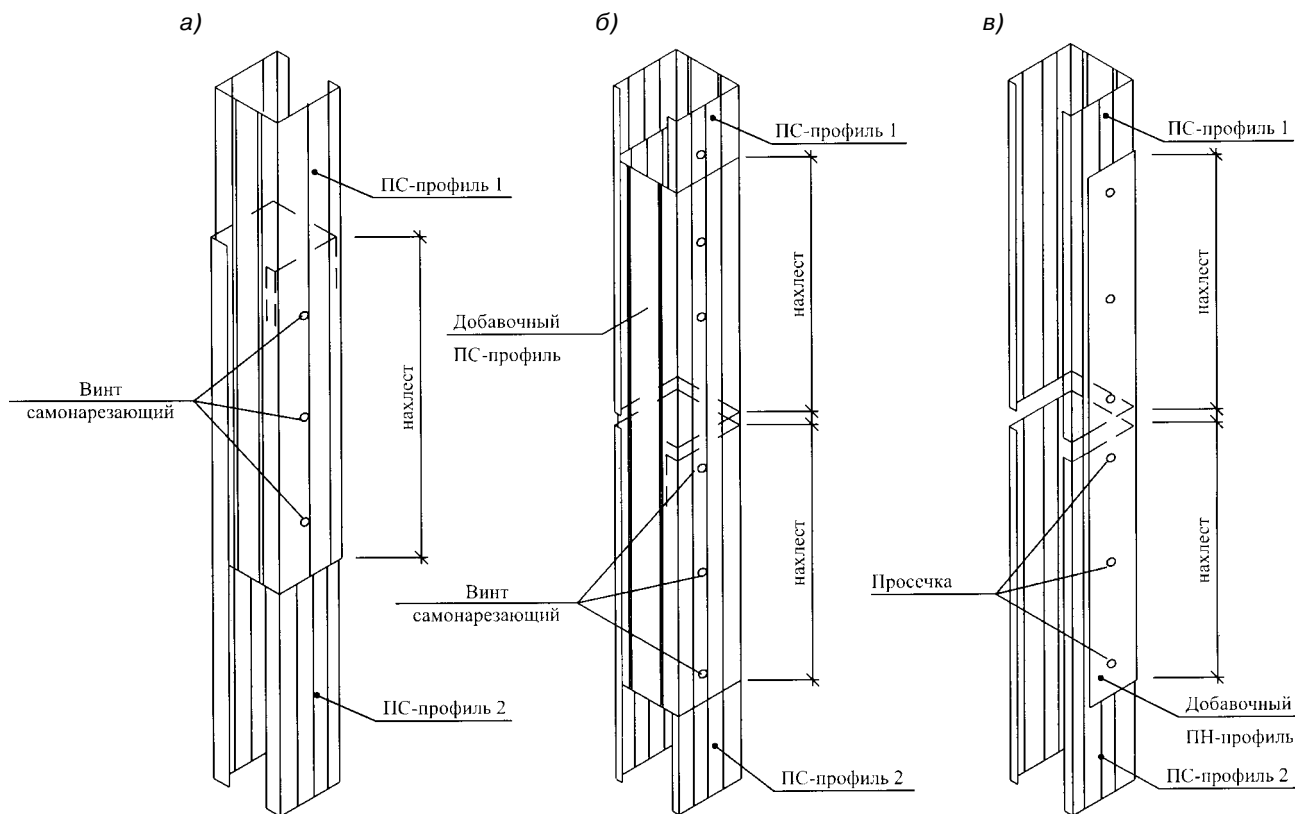 а)
ПС-профиль 1
нахлест
Винт
самонарезающий
ПС-профиль 2
б)
ПС-профиль 1
нахлест
Добавочный
ПС-профиль
нахлест
Винт
самонарезающий
ПС-профиль 2
в)
ПС-профиль 1
нахлест
нахлест
Просечка
Добавочный
ПН-профиль
ПС-профиль 2